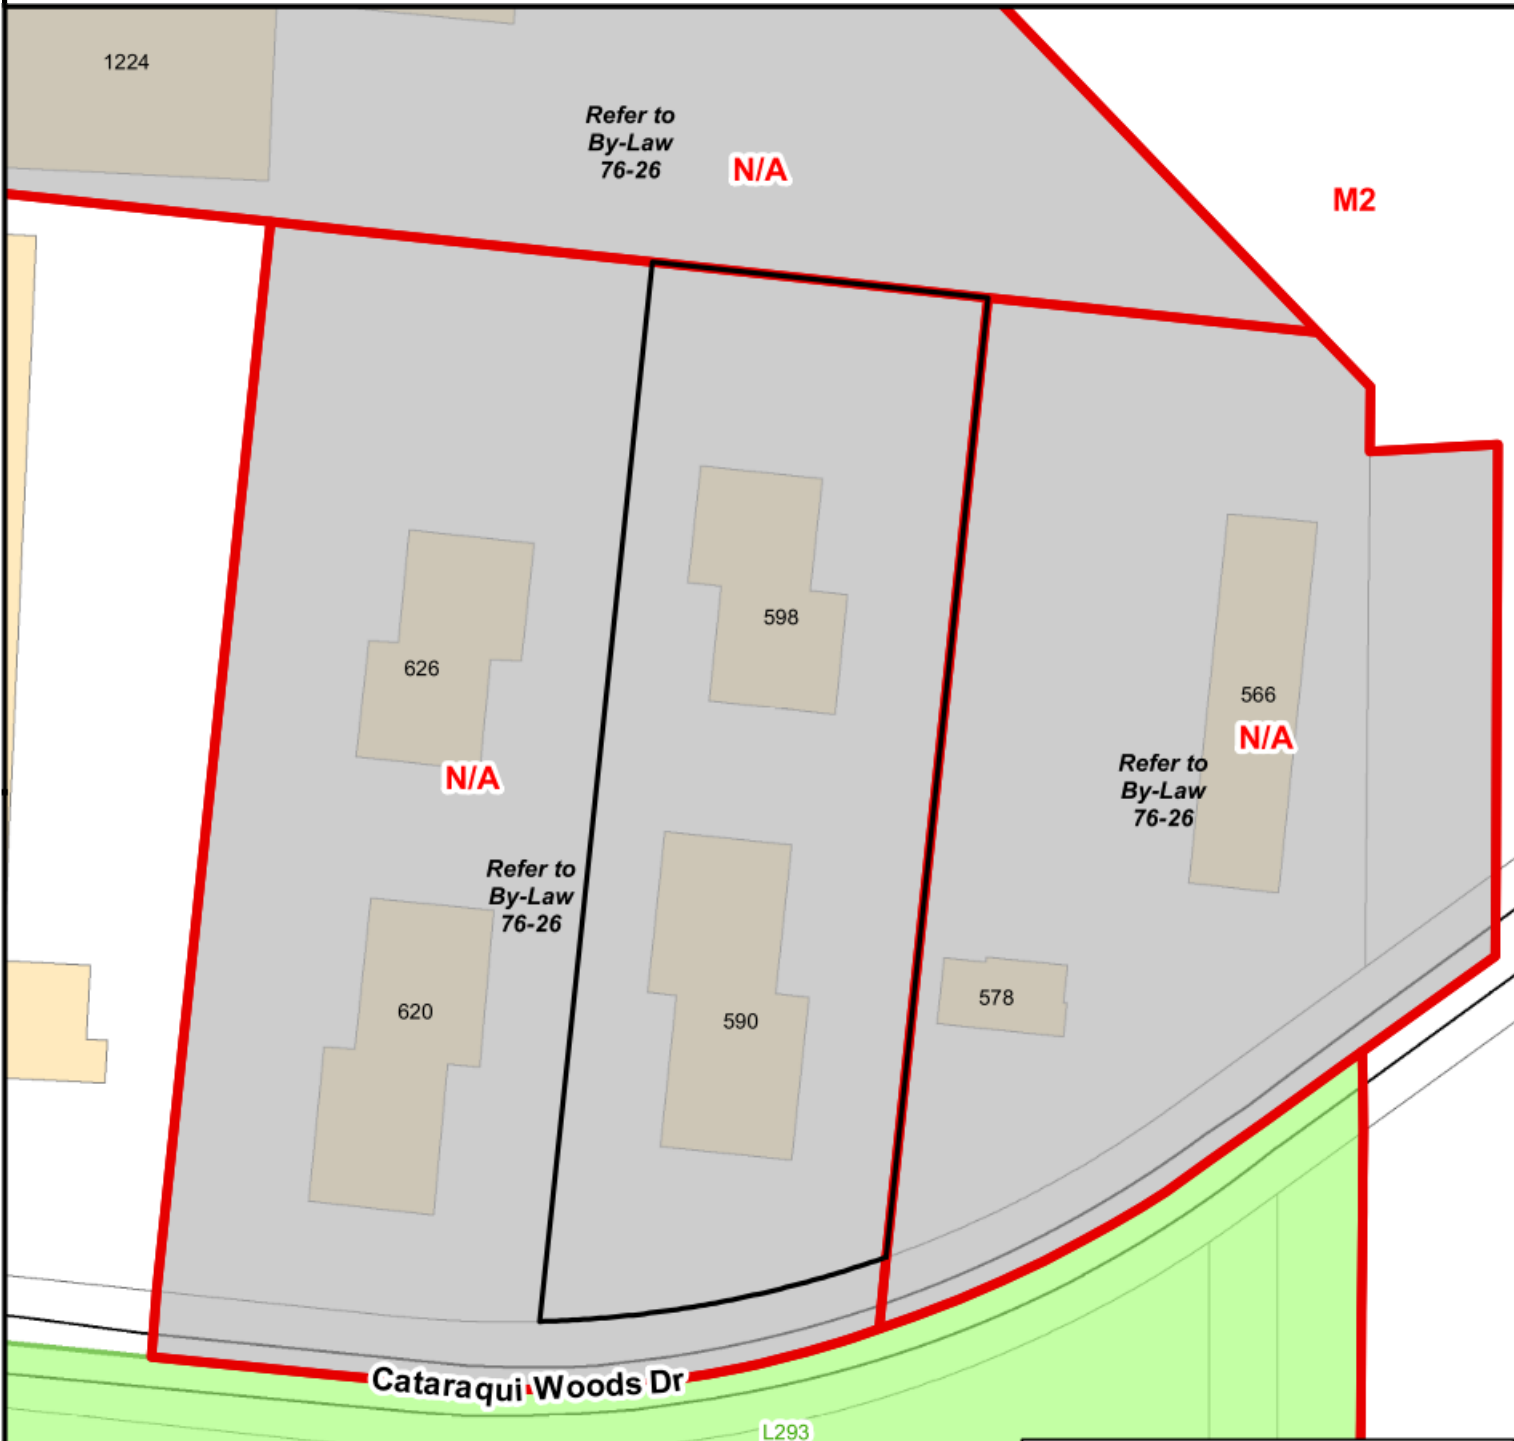 1224
Refer to
By-Law
76-26
N/A
M2
598
626
566
N/A
Refer to
By-Law
76-26
N/A
Refer to
By-Law
76-26
578
620
590
Cataraqui Woods Dr
L293